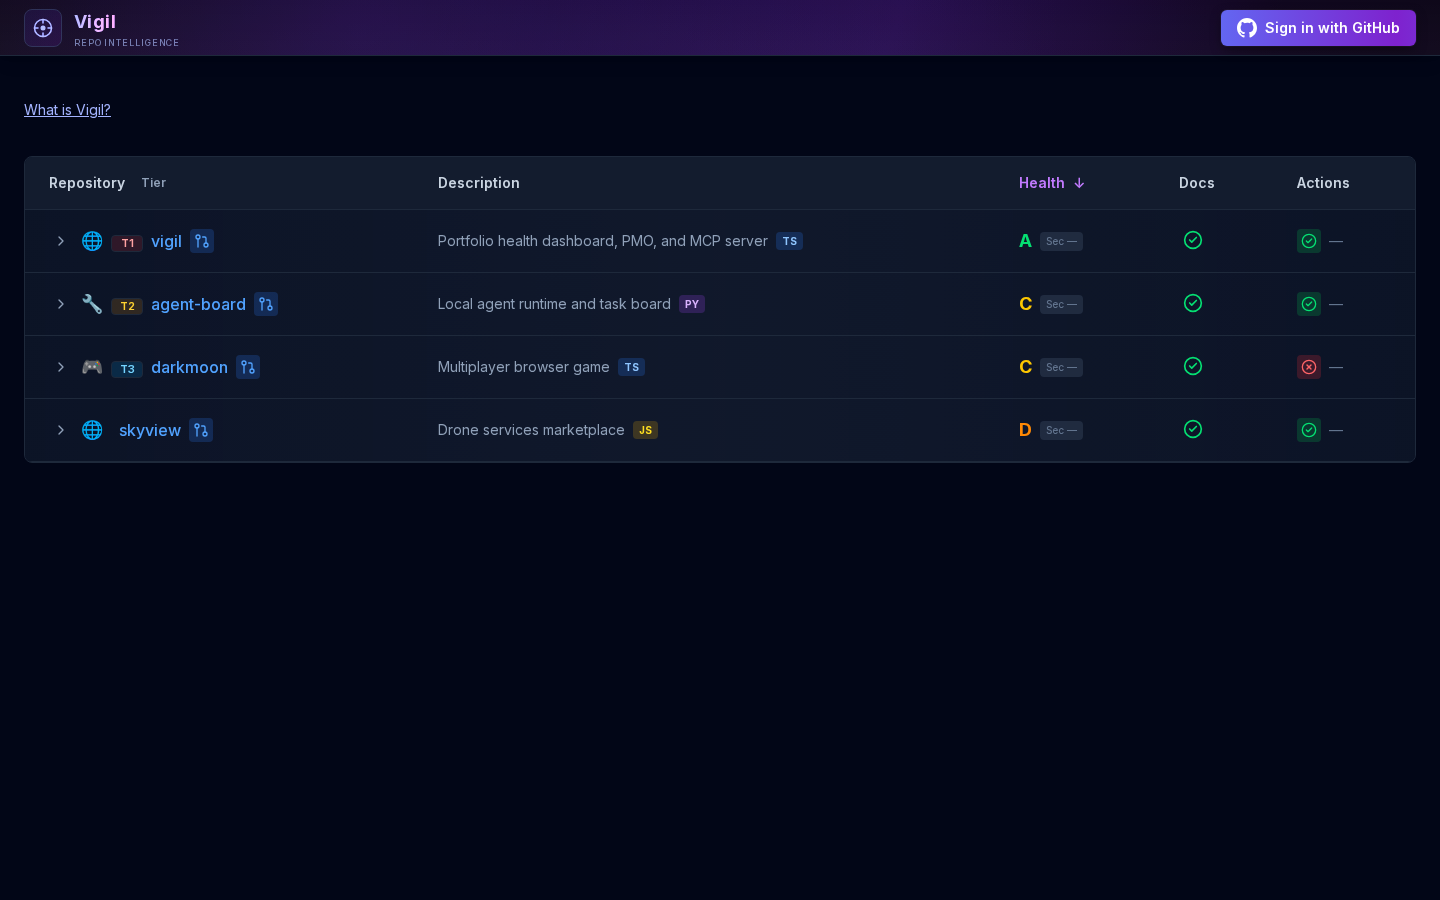 Vigil
REPO INTELLIGENCE
Sign in with GitHub
What is Vigil?
Repository Tier Description Health ↓ Docs Actions
T1 vigil Portfolio health dashboard, PMO, and MCP server TS A Sec — —
T2 agent-board Local agent runtime and task board PY C Sec — —
T3 darkmoon Multiplayer browser game TS C Sec — —
skyview Drone services marketplace JS D Sec — —